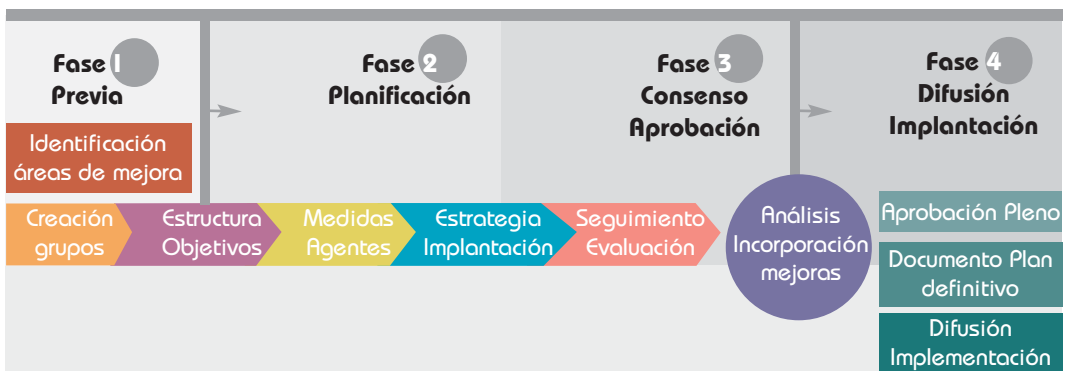 Fase 1
Previa
Identificación
áreas de mejora
Fase 2
Planificación
Fase 3
Consenso
Aprobación
Fase 4
Difusión
Implantación
Creación
grupos
Estructura
Objetivos
Medidas
Agentes
Estrategia
Implantación
Seguimiento
Evaluación
Análisis
Incorporación
mejoras
Aprobación Pleno
Documento Plan
definitivo
Difusión
Implementación